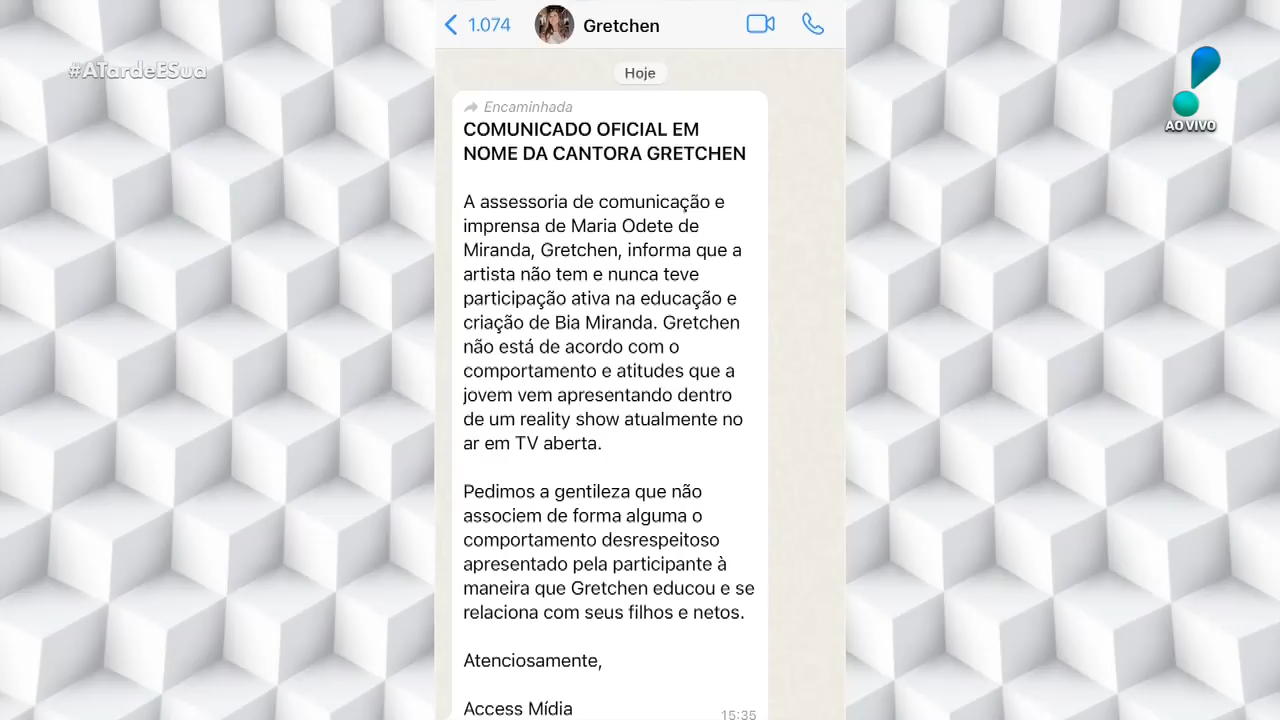 1.074
Gretchen
#ATardeESua
Hoje
AO VIVO
Encaminhada
COMUNICADO OFICIAL EM
NOME DA CANTORA GRETCHEN
A assessoria de comunicação e
imprensa de Maria Odete de
Miranda, Gretchen, informa que a
artista não tem e nunca teve
participação ativa na educação e
criação de Bia Miranda. Gretchen
não está de acordo com o
comportamento e atitudes que a
jovem vem apresentando dentro
de um reality show atualmente no
ar em TV aberta.
Pedimos a gentileza que não
associem de forma alguma o
comportamento desrespeitoso
apresentado pela participante à
maneira que Gretchen educou e se
relaciona com seus filhos e netos.
Atenciosamente,
Access Mídia
15:35